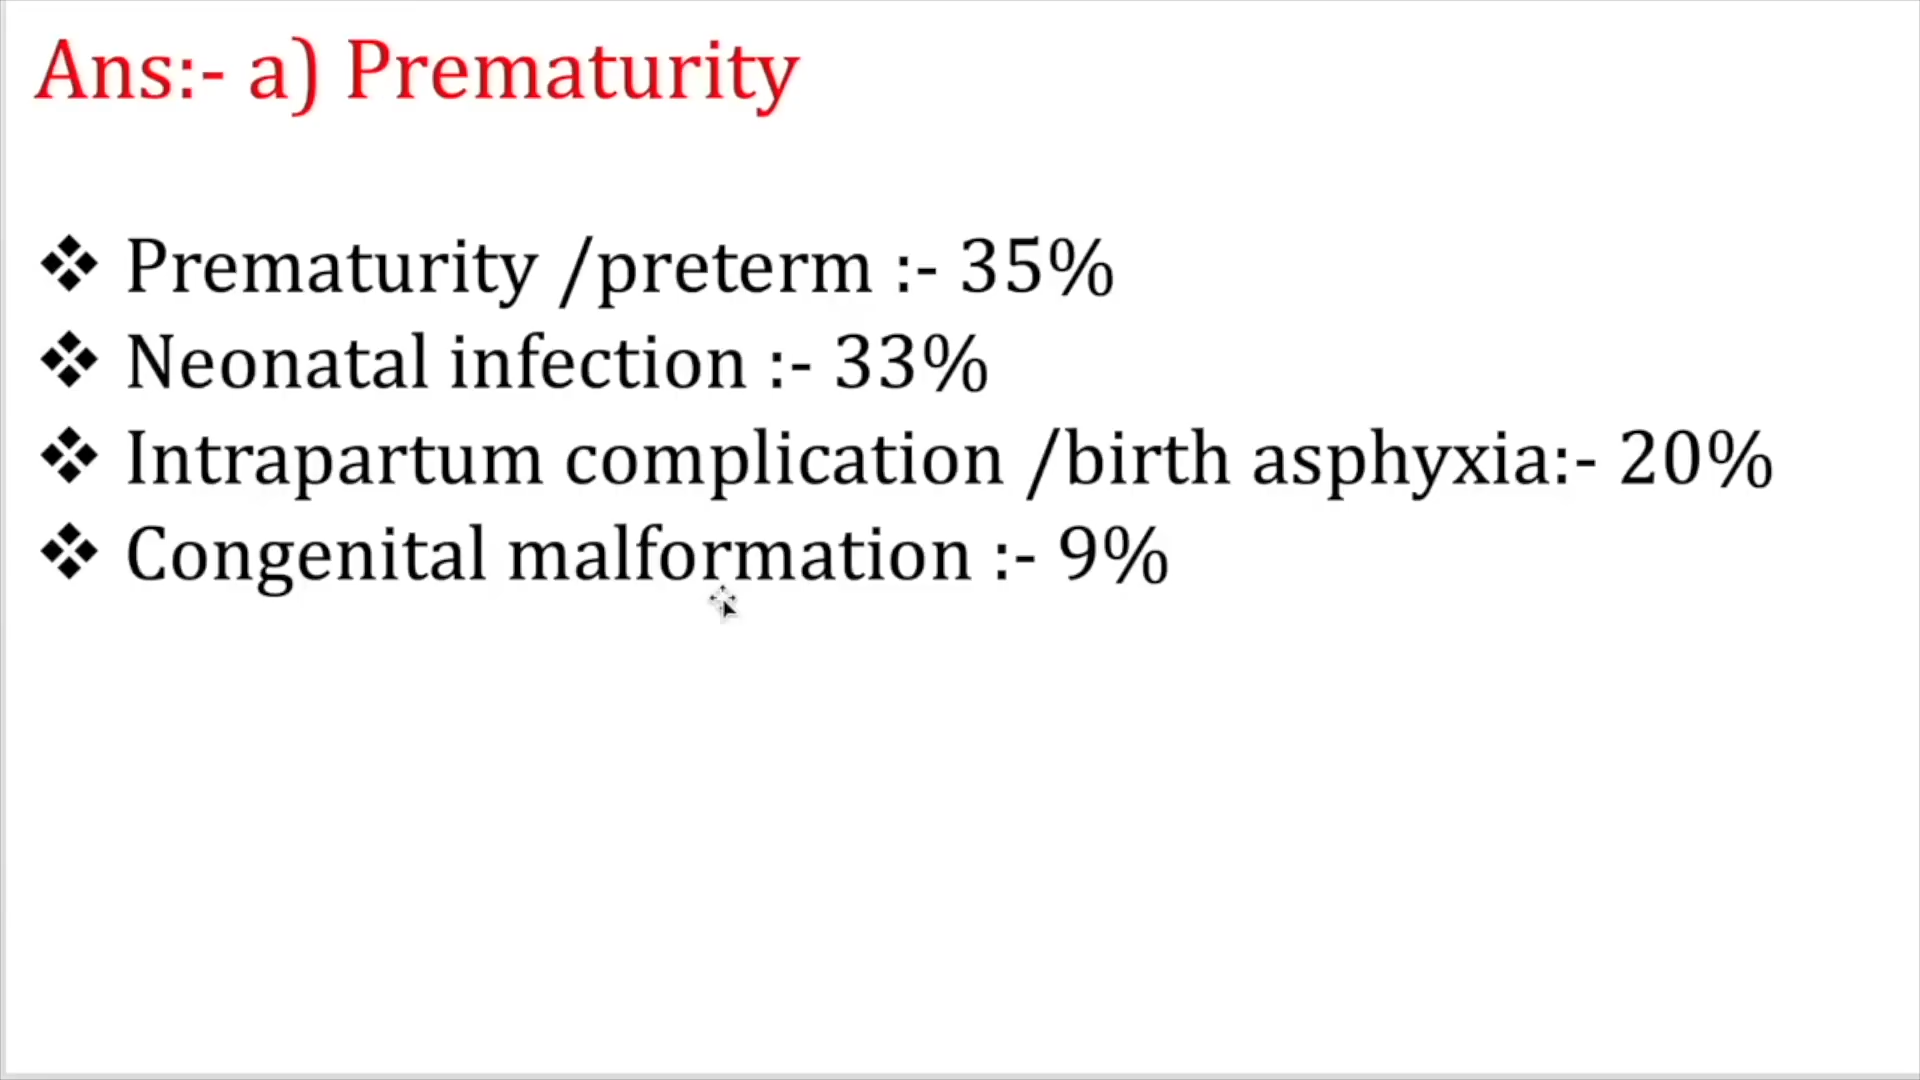 Ans:- a) Prematurity
❖ Prematurity /preterm :- 35%
❖ Neonatal infection :- 33%
❖ Intrapartum complication /birth asphyxia:- 20%
❖ Congenital malformation :- 9%